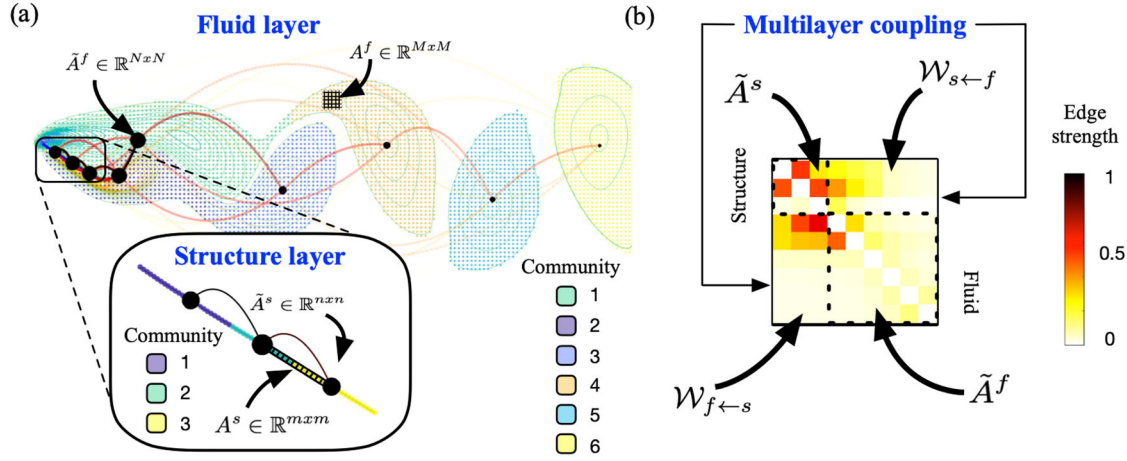 (a)
Fluid layer
Ã^f ∈ ℝ^{NxN}
A^f ∈ ℝ^{MxM}
Structure layer
Ã^s ∈ ℝ^{nxn}
Community
1
2
3
A^s ∈ ℝ^{mxm}
Community
1
2
3
4
5
6
(b)
Multilayer coupling
Ã^s
𝒲_{s←f}
Edge
strength
1
0.5
0
Structure
Fluid
𝒲_{f←s}
Ã^f